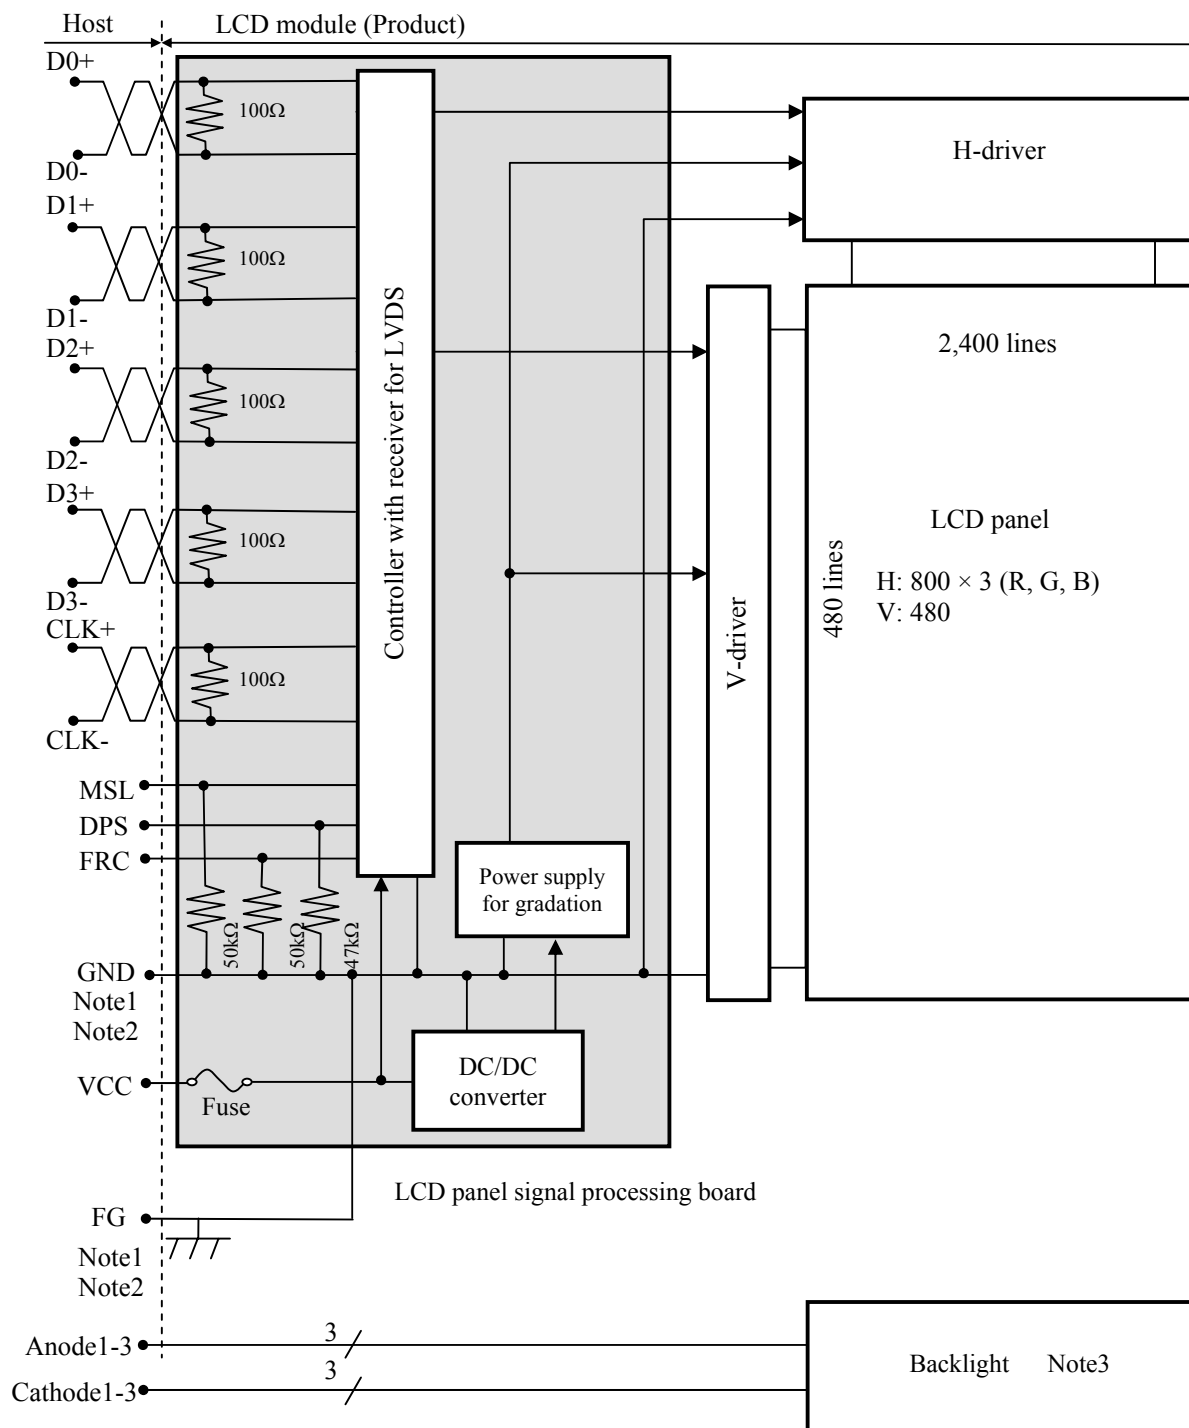 Host
LCD module (Product)
D0+
100Ω
D0-
H-driver
D1+
100Ω
D1-
D2+
100Ω
D2-
D3+
100Ω
D3-
CLK+
100Ω
CLK-
Controller with receiver for LVDS
2,400 lines
LCD panel
H: 800 × 3 (R, G, B)
V: 480
480 lines
V-driver
MSL
DPS
FRC
50kΩ
50kΩ
47kΩ
Power supply
for gradation
GND
Note1
Note2
VCC
Fuse
DC/DC
converter
LCD panel signal processing board
FG
Note1
Note2
Anode1-3
3
Cathode1-3
3
Backlight Note3